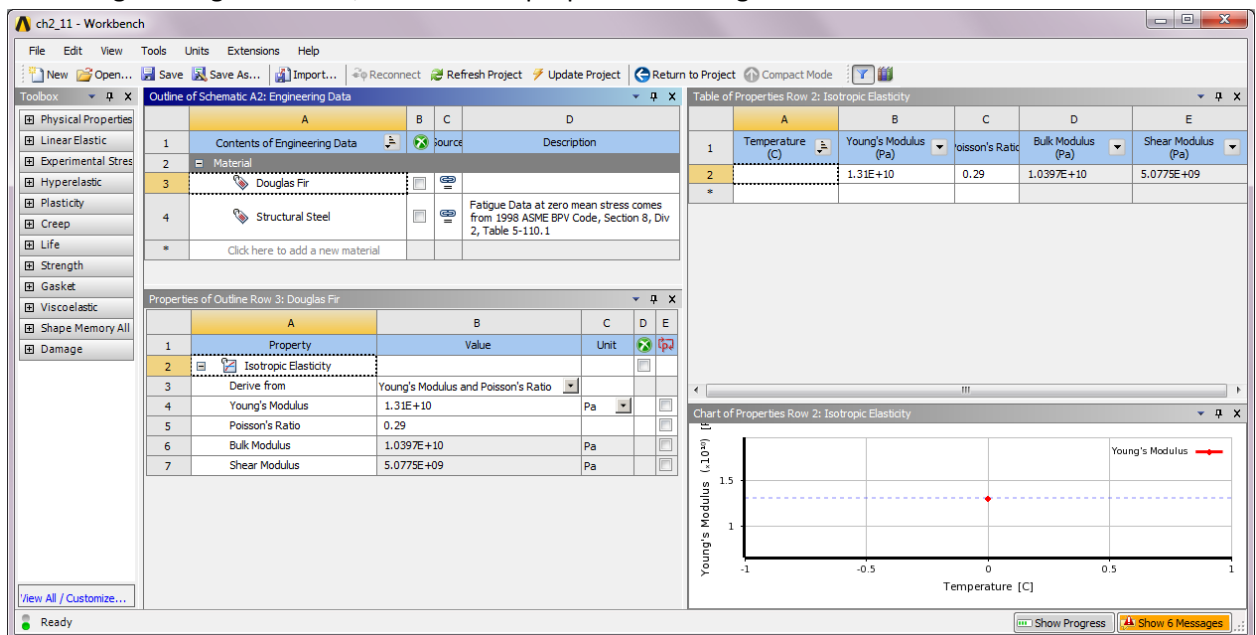 ch2_11 - Workbench
File Edit View Tools Units Extensions Help
New Open... Save Save As... Import... Reconnect Refresh Project Update Project Return to Project Compact Mode
Toolbox
Physical Properties
Linear Elastic
Experimental Stres
Hyperelastic
Plasticity
Creep
Life
Strength
Gasket
Viscoelastic
Shape Memory All
Damage
View All / Customize...
Outline of Schematic A2: Engineering Data
A B C D
1 Contents of Engineering Data Source Description
2 Material
3 Douglas Fir
4 Structural Steel Fatigue Data at zero mean stress comes
from 1998 ASME BPV Code, Section 8, Div
2, Table 5-110.1
* Click here to add a new material
Properties of Outline Row 3: Douglas Fir
A B C D E
1 Property Value Unit
2 Isotropic Elasticity
3 Derive from Young's Modulus and Poisson's Ratio
4 Young's Modulus 1.31E+10 Pa
5 Poisson's Ratio 0.29
6 Bulk Modulus 1.0397E+10 Pa
7 Shear Modulus 5.0775E+09 Pa
Table of Properties Row 2: Isotropic Elasticity
A B C D E
1 Temperature (C) Young's Modulus (Pa) Poisson's Ratio Bulk Modulus (Pa) Shear Modulus (Pa)
2 1.31E+10 0.29 1.0397E+10 5.0775E+09
*
Chart of Properties Row 2: Isotropic Elasticity
Young's Modulus (x10¹⁰)
Young's Modulus
1.5
1
-1 -0.5 0 0.5 1
Temperature [C]
Ready
Show Progress Show 6 Messages